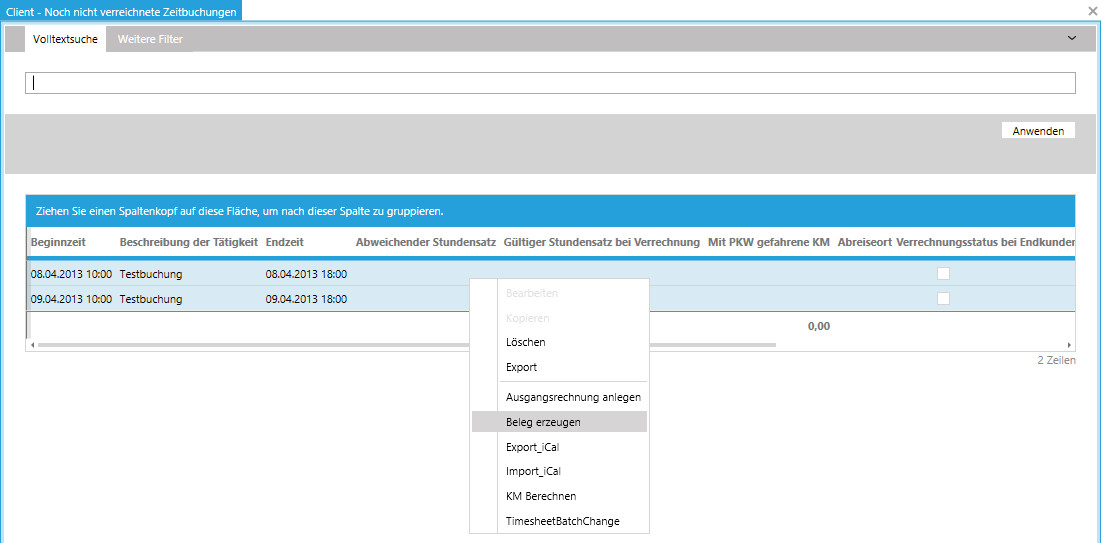 Client - Noch nicht verreichnete Zeitbuchungen
Volltextsuche Weitere Filter
Anwenden
Ziehen Sie einen Spaltenkopf auf diese Fläche, um nach dieser Spalte zu gruppieren.
Beginnzeit Beschreibung der Tätigkeit Endzeit Abweichender Stundensatz Gültiger Stundensatz bei Verrechnung Mit PKW gefahrene KM Abreiseort Verrechnungsstatus bei Endkunden
08.04.2013 10:00 Testbuchung 08.04.2013 18:00
09.04.2013 10:00 Testbuchung 09.04.2013 18:00
0,00
2 Zeilen
Bearbeiten
Kopieren
Löschen
Export
Ausgangsrechnung anlegen
Beleg erzeugen
Export_iCal
Import_iCal
KM Berechnen
TimesheetBatchChange